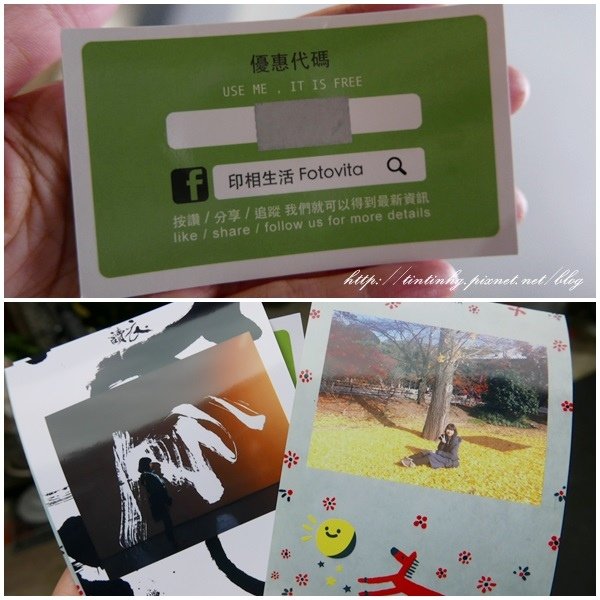 優惠代碼
USE ME , IT IS FREE
f 印相生活 Fotovita
按讚 / 分享 / 追蹤 我們就可以得到最新資訊
like / share / follow us for more details
http://tintinhg.pixnet.net/blog